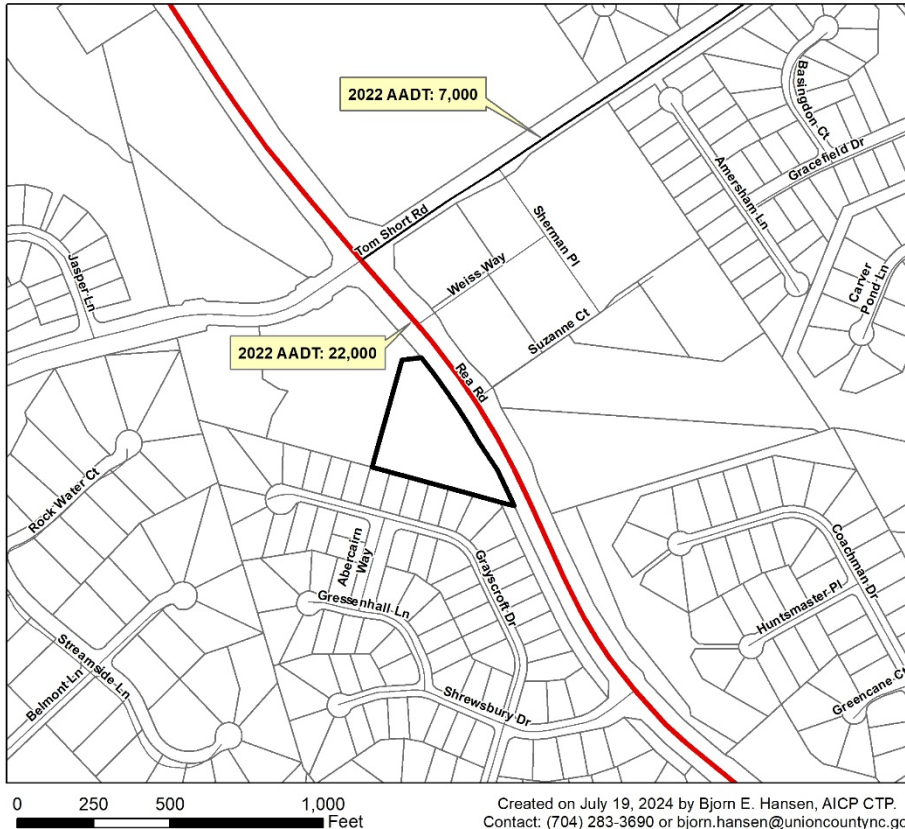 2022 AADT: 7,000
Basingdon Ct
Gracefield Dr
Amersham Ln
Tom Short Rd
Sherman Pl
Jasper Ln
Weiss Way
Carver
Pond Ln
Suzanne Ct
2022 AADT: 22,000
Rea Rd
Rock Water Ct
Abercairn
Way
Grayscroft Dr
Coachman Dr
Gressenhall Ln
Huntsmaster Pl
Streamside Ln
Belmont Ln
Shrewsbury Dr
Greencane Ct
0 250 500 1,000
Feet
Created on July 19, 2024 by Bjorn E. Hansen, AICP CTP.
Contact: (704) 283-3690 or bjorn.hansen@unioncountync.go